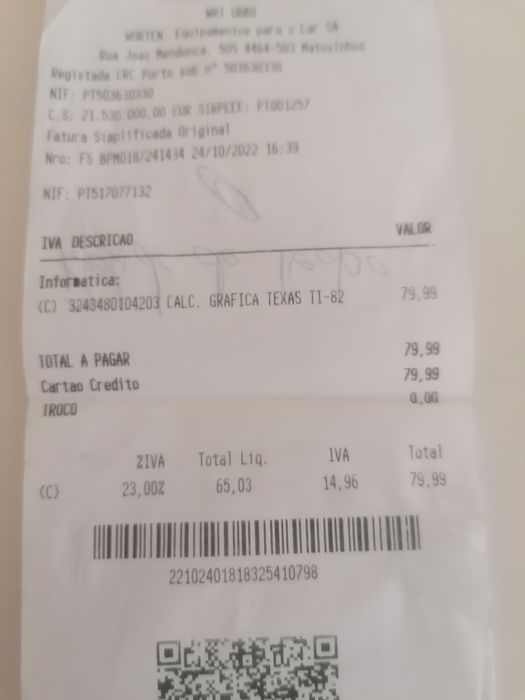 WRT UBBO
WORTEN Equipamentos para o Lar SA
Rua Joao Mendonca, 505 4464-503 Matosinhos
Registada CRC Porto sob nº 503630330
NIF: PT503630330
C.S: 21.530.000,00 EUR SIRPLEE: PT001257
Fatura Simplificada Original
Nro: FS BPM018/241434 24/10/2022 16:39
NIF: PT517077132
IVA DESCRICAO VALOR
Informatica:
(C) 3243480104203 CALC. GRAFICA TEXAS TI-82 79,99
TOTAL A PAGAR 79,99
Cartao Credito 79,99
TROCO 0,00
%IVA Total Liq. IVA Total
(C) 23,00% 65,03 14,96 79,99
22102401818325410798